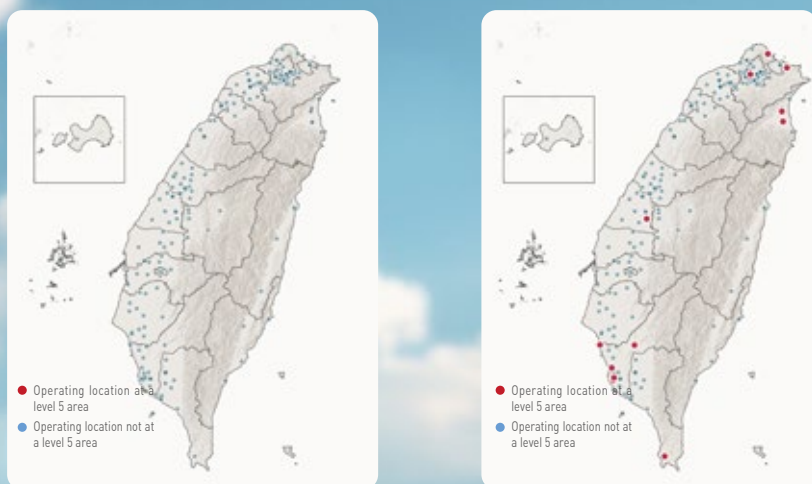 Operating location at a
level 5 area
Operating location not at
a level 5 area
Operating location at a
level 5 area
Operating location not at
a level 5 area